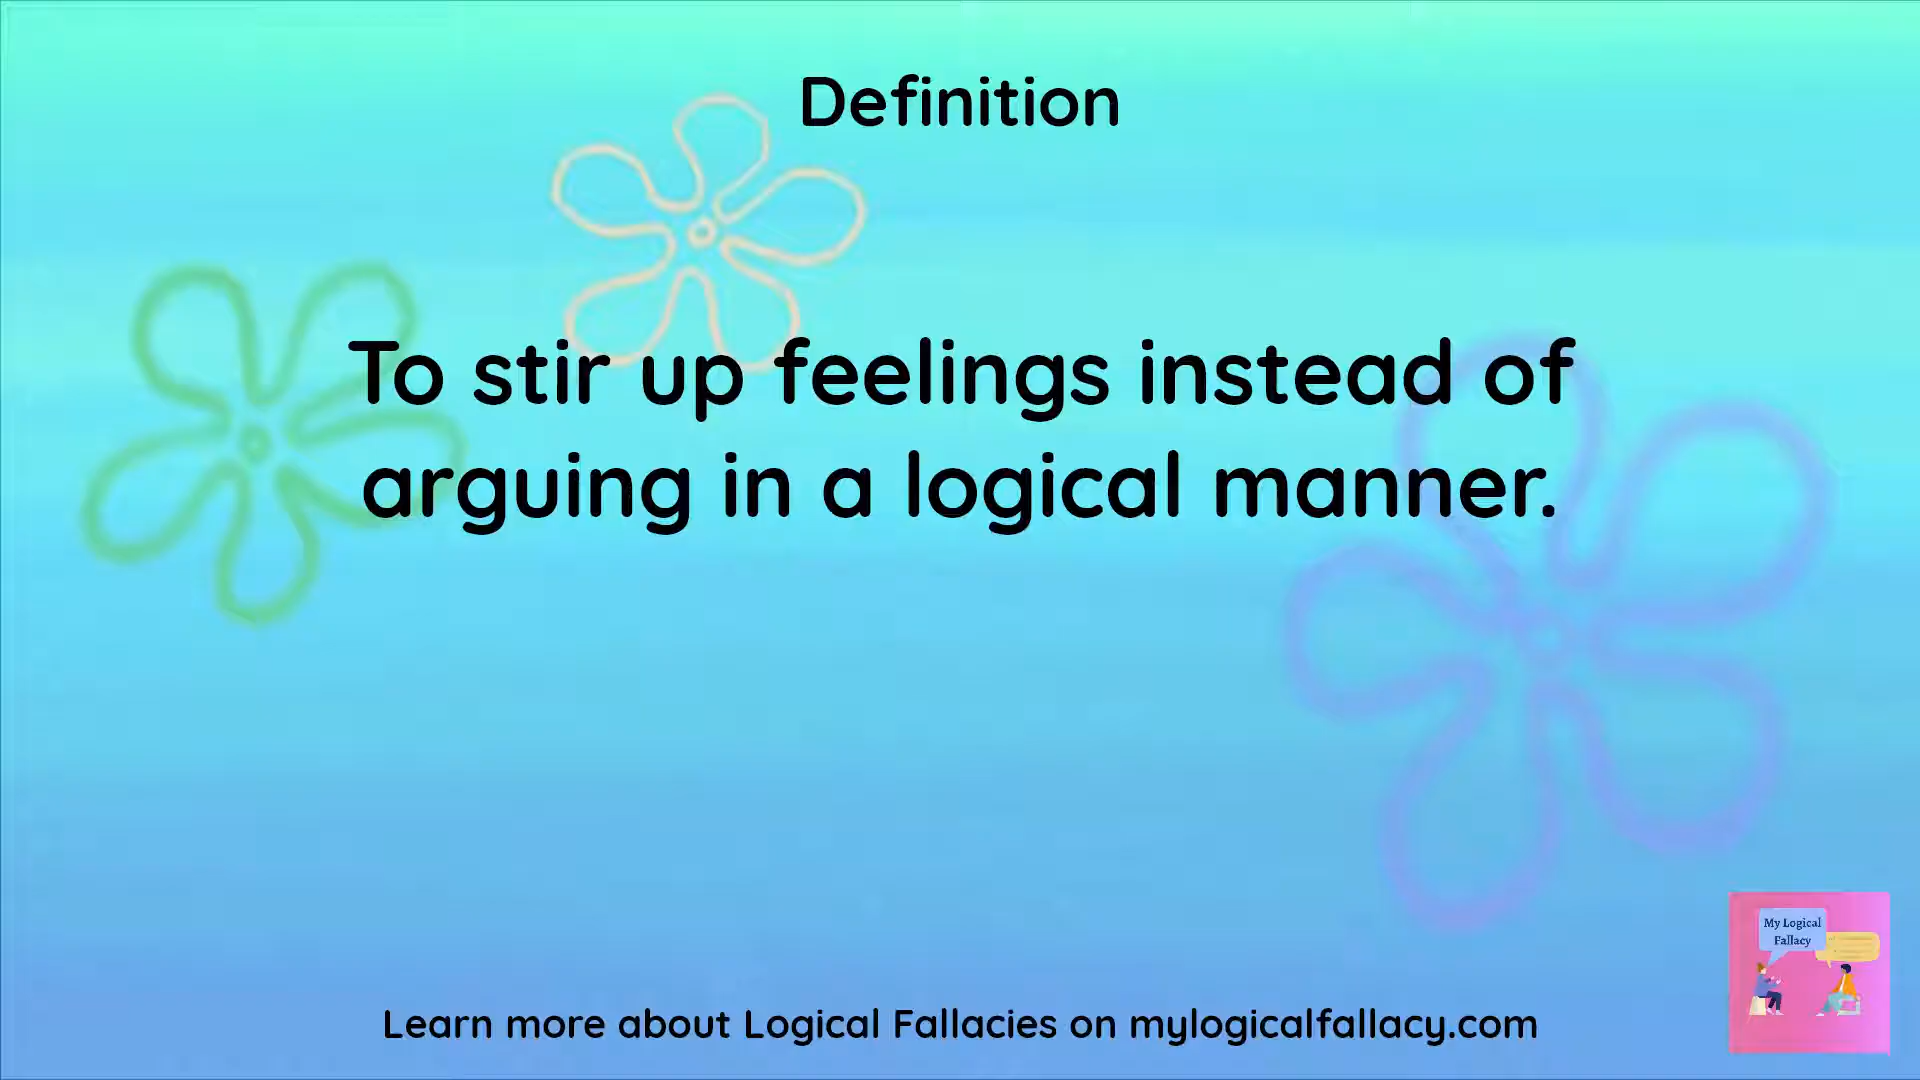 Definition
To stir up feelings instead of
arguing in a logical manner.
My Logical
Fallacy
Learn more about Logical Fallacies on mylogicalfallacy.com